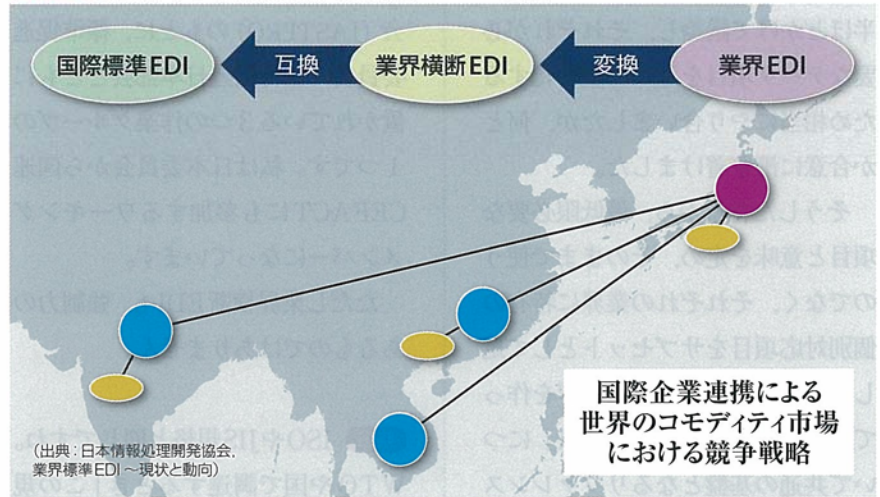 国際標準EDI
互換
業界横断EDI
変換
業界EDI
国際企業連携による
世界のコモディティ市場
における競争戦略
(出典:日本情報処理開発協会.
業界標準EDI~現状と動向)